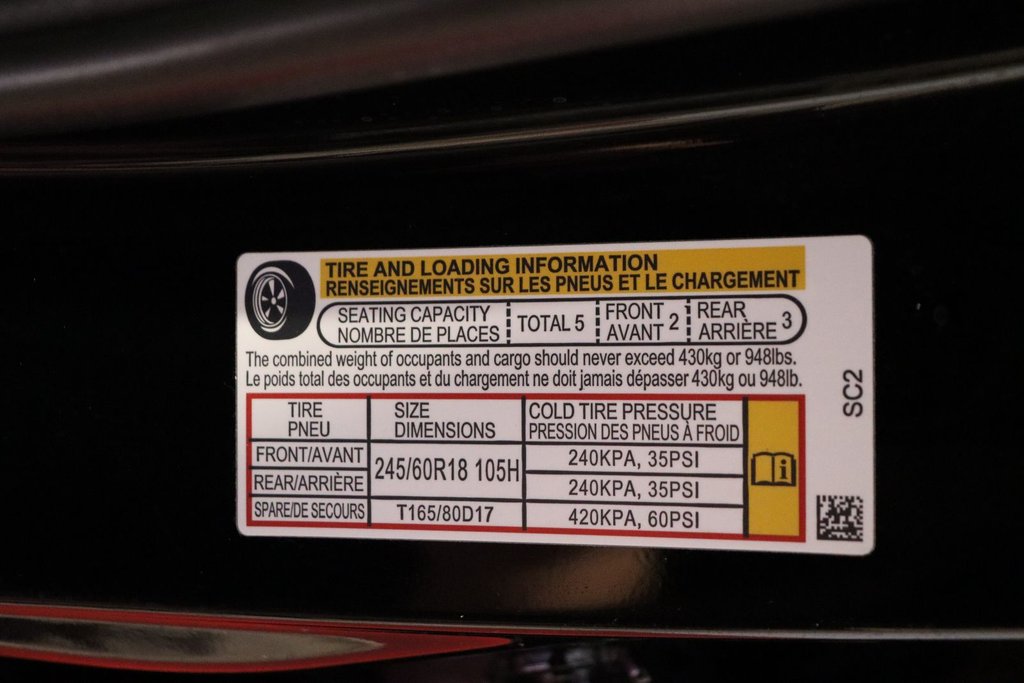 TIRE AND LOADING INFORMATION
RENSEIGNEMENTS SUR LES PNEUS ET LE CHARGEMENT
SEATING CAPACITY
NOMBRE DE PLACES
TOTAL 5
FRONT
AVANT 2
REAR
ARRIÈRE 3
The combined weight of occupants and cargo should never exceed 430kg or 948lbs.
Le poids total des occupants et du chargement ne doit jamais dépasser 430kg ou 948lb.
SC2
TIRE
PNEU
SIZE
DIMENSIONS
COLD TIRE PRESSURE
PRESSION DES PNEUS À FROID
FRONT/AVANT
245/60R18 105H
240KPA, 35PSI
REAR/ARRIÈRE
240KPA, 35PSI
SPARE/DE SECOURS
T165/80D17
420KPA, 60PSI